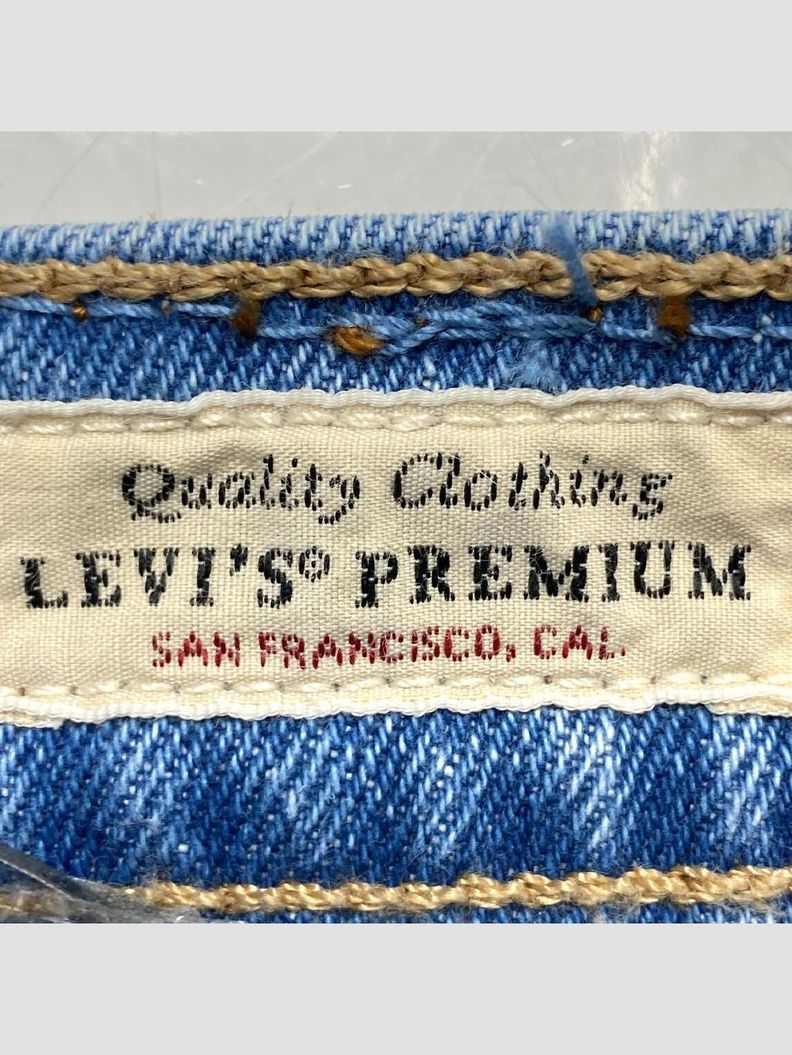 Quality Clothing
LEVI'S® PREMIUM
SAN FRANCISCO, CAL.